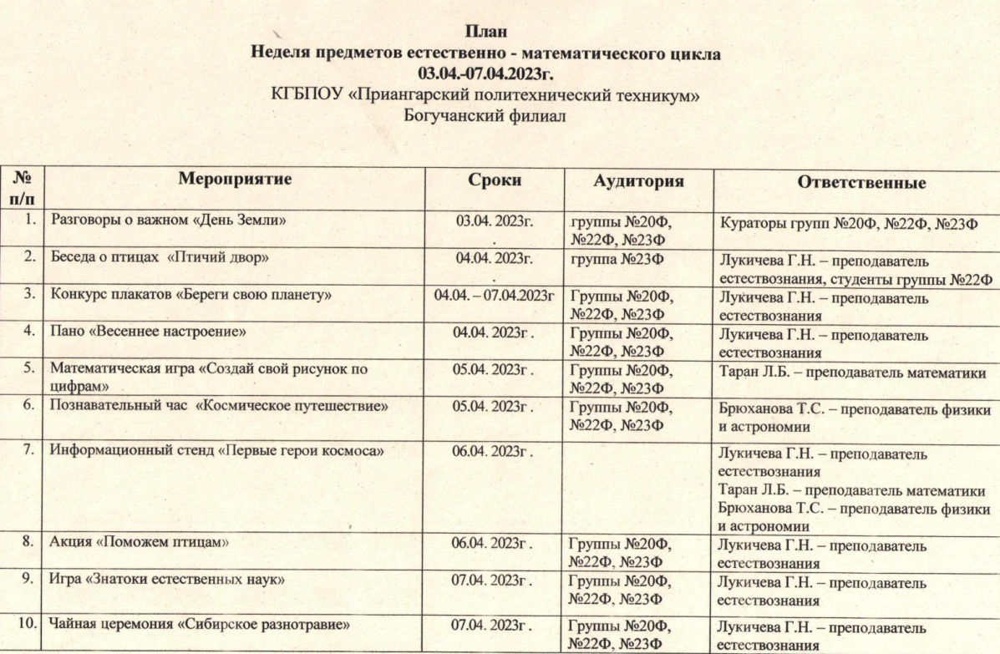 План
Неделя предметов естественно - математического цикла
03.04.-07.04.2023г.
КГБПОУ «Приангарский политехнический техникум»
Богучанский филиал
№ п/п Мероприятие Сроки Аудитория Ответственные
1. Разговоры о важном «День Земли» 03.04. 2023г. группы №20Ф, Кураторы групп №20Ф, №22Ф, №23Ф
№22Ф, №23Ф
2. Беседа о птицах «Птичий двор» 04.04. 2023г. группа №23Ф Лукичева Г.Н. – преподаватель
естествознания, студенты группы №22Ф
3. Конкурс плакатов «Береги свою планету» 04.04. – 07.04.2023г Группы №20Ф, Лукичева Г.Н. – преподаватель
№22Ф, №23Ф естествознания
4. Пано «Весеннее настроение» 04.04. 2023г . Группы №20Ф, Лукичева Г.Н. – преподаватель
№22Ф, №23Ф естествознания
5. Математическая игра «Создай свой рисунок по 05.04. 2023г . Группы №20Ф, Таран Л.Б. – преподаватель математики
цифрам» №22Ф, №23Ф
6. Познавательный час «Космическое путешествие» 05.04. 2023г . Группы №20Ф, Брюханова Т.С. – преподаватель физики
№22Ф, №23Ф и астрономии
7. Информационный стенд «Первые герои космоса» 06.04. 2023г . Лукичева Г.Н. – преподаватель
естествознания
Таран Л.Б. – преподаватель математики
Брюханова Т.С. – преподаватель физики
и астрономии
8. Акция «Поможем птицам» 06.04. 2023г . Группы №20Ф, Лукичева Г.Н. – преподаватель
№22Ф, №23Ф естествознания
9. Игра «Знатоки естественных наук» 07.04. 2023г . Группы №20Ф, Лукичева Г.Н. – преподаватель
№22Ф, №23Ф естествознания
10. Чайная церемония «Сибирское разнотравие» 07.04. 2023г . Группы №20Ф, Лукичева Г.Н. – преподаватель
№22Ф, №23Ф естествознания